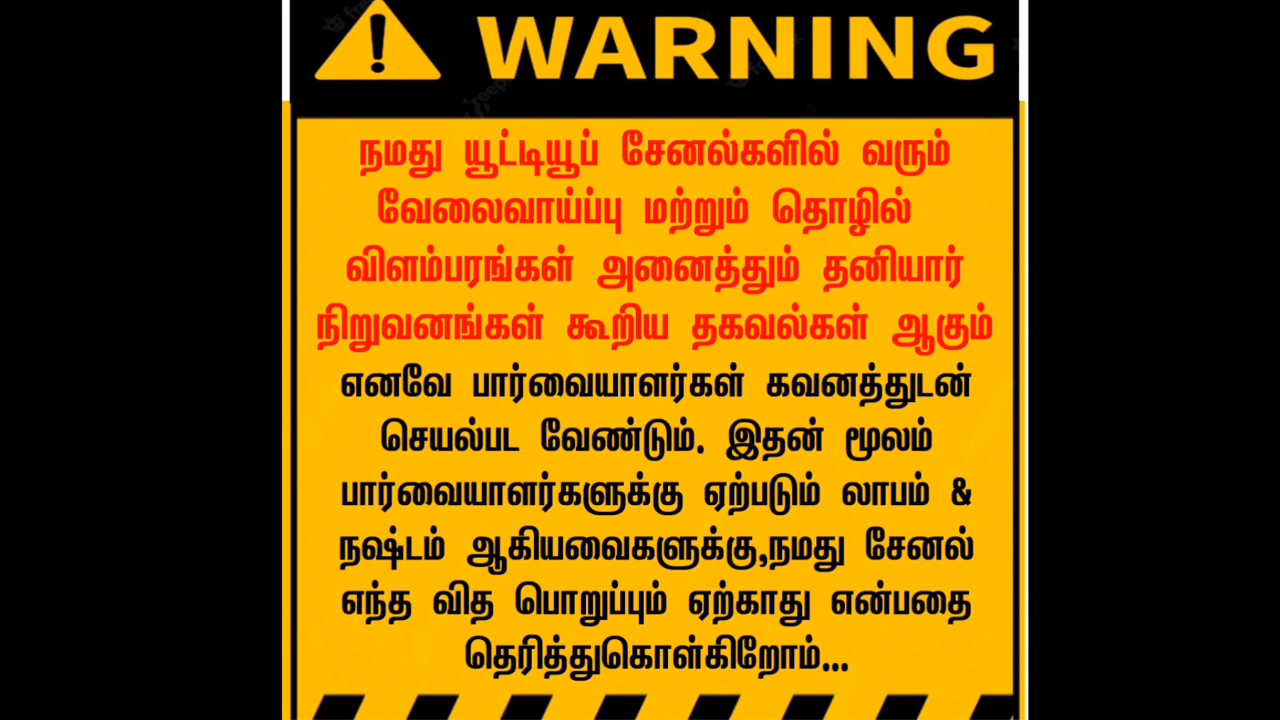 WARNING
நமது யூட்டியூப் சேனல்களில் வரும்
வேலைவாய்ப்பு மற்றும் தொழில்
விளம்பரங்கள் அனைத்தும் தனியார்
நிறுவனங்கள் கூறிய தகவல்கள் ஆகும்
எனவே பார்வையாளர்கள் கவனத்துடன்
செயல்பட வேண்டும். இதன் மூலம்
பார்வையாளர்களுக்கு ஏற்படும் லாபம் &
நஷ்டம் ஆகியவைகளுக்கு,நமது சேனல்
எந்த வித பொறுப்பும் ஏற்காது என்பதை
தெரித்துகொள்கிறோம்...